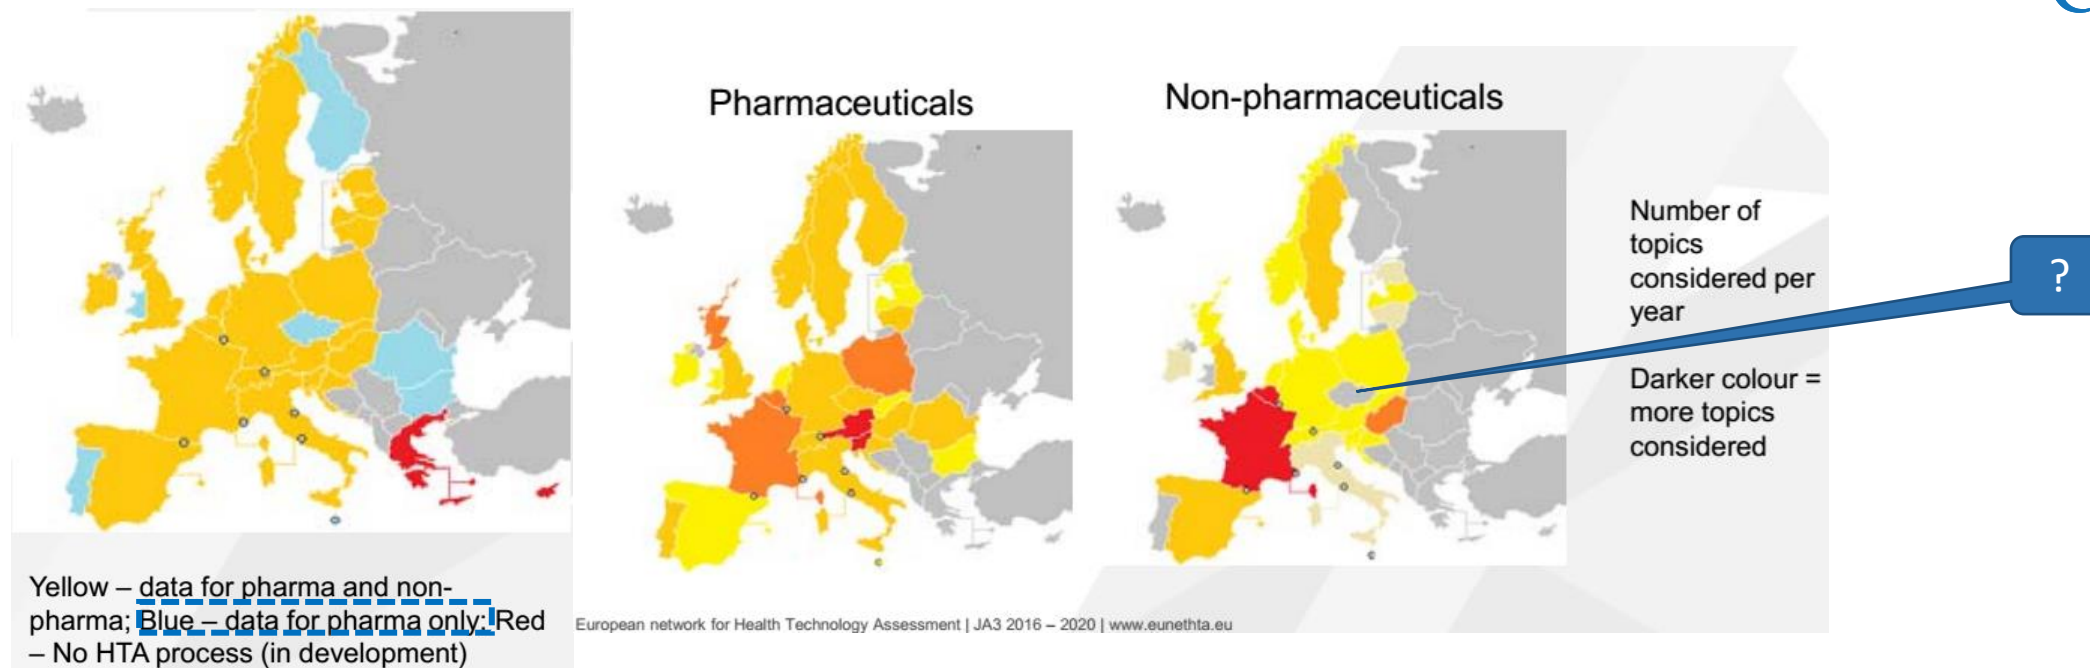 Pharmaceuticals
Non-pharmaceuticals
Number of
topics
considered per
year
Darker colour =
more topics
considered
?
Yellow – data for pharma and non-
pharma; Blue – data for pharma only; Red
– No HTA process (in development)
European network for Health Technology Assessment | JA3 2016 – 2020 | www.eunethta.eu